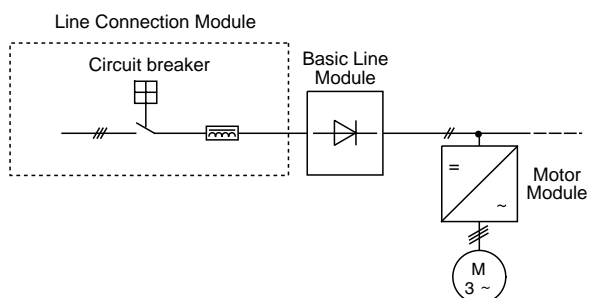 Line Connection Module
Circuit breaker
Basic Line
Module
=
~
Motor
Module
M
3 ~